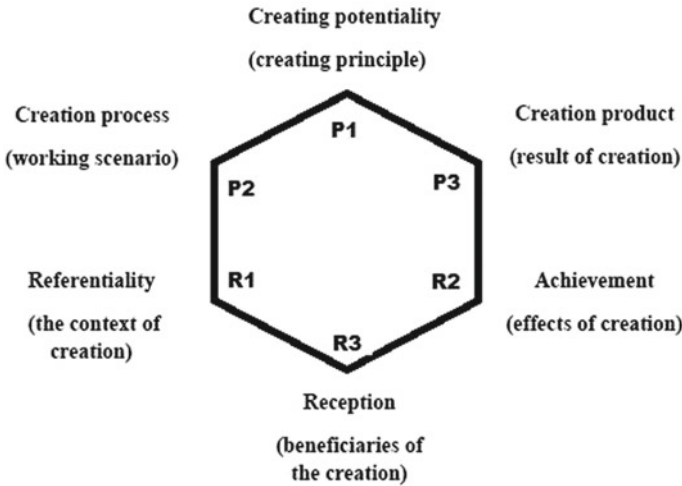 Creating potentiality
(creating principle)
Creation process
(working scenario)
Creation product
(result of creation)
P1
P2
P3
Referentiality
(the context of
creation)
R1
R2
Achievement
(effects of creation)
R3
Reception
(beneficiaries of
the creation)